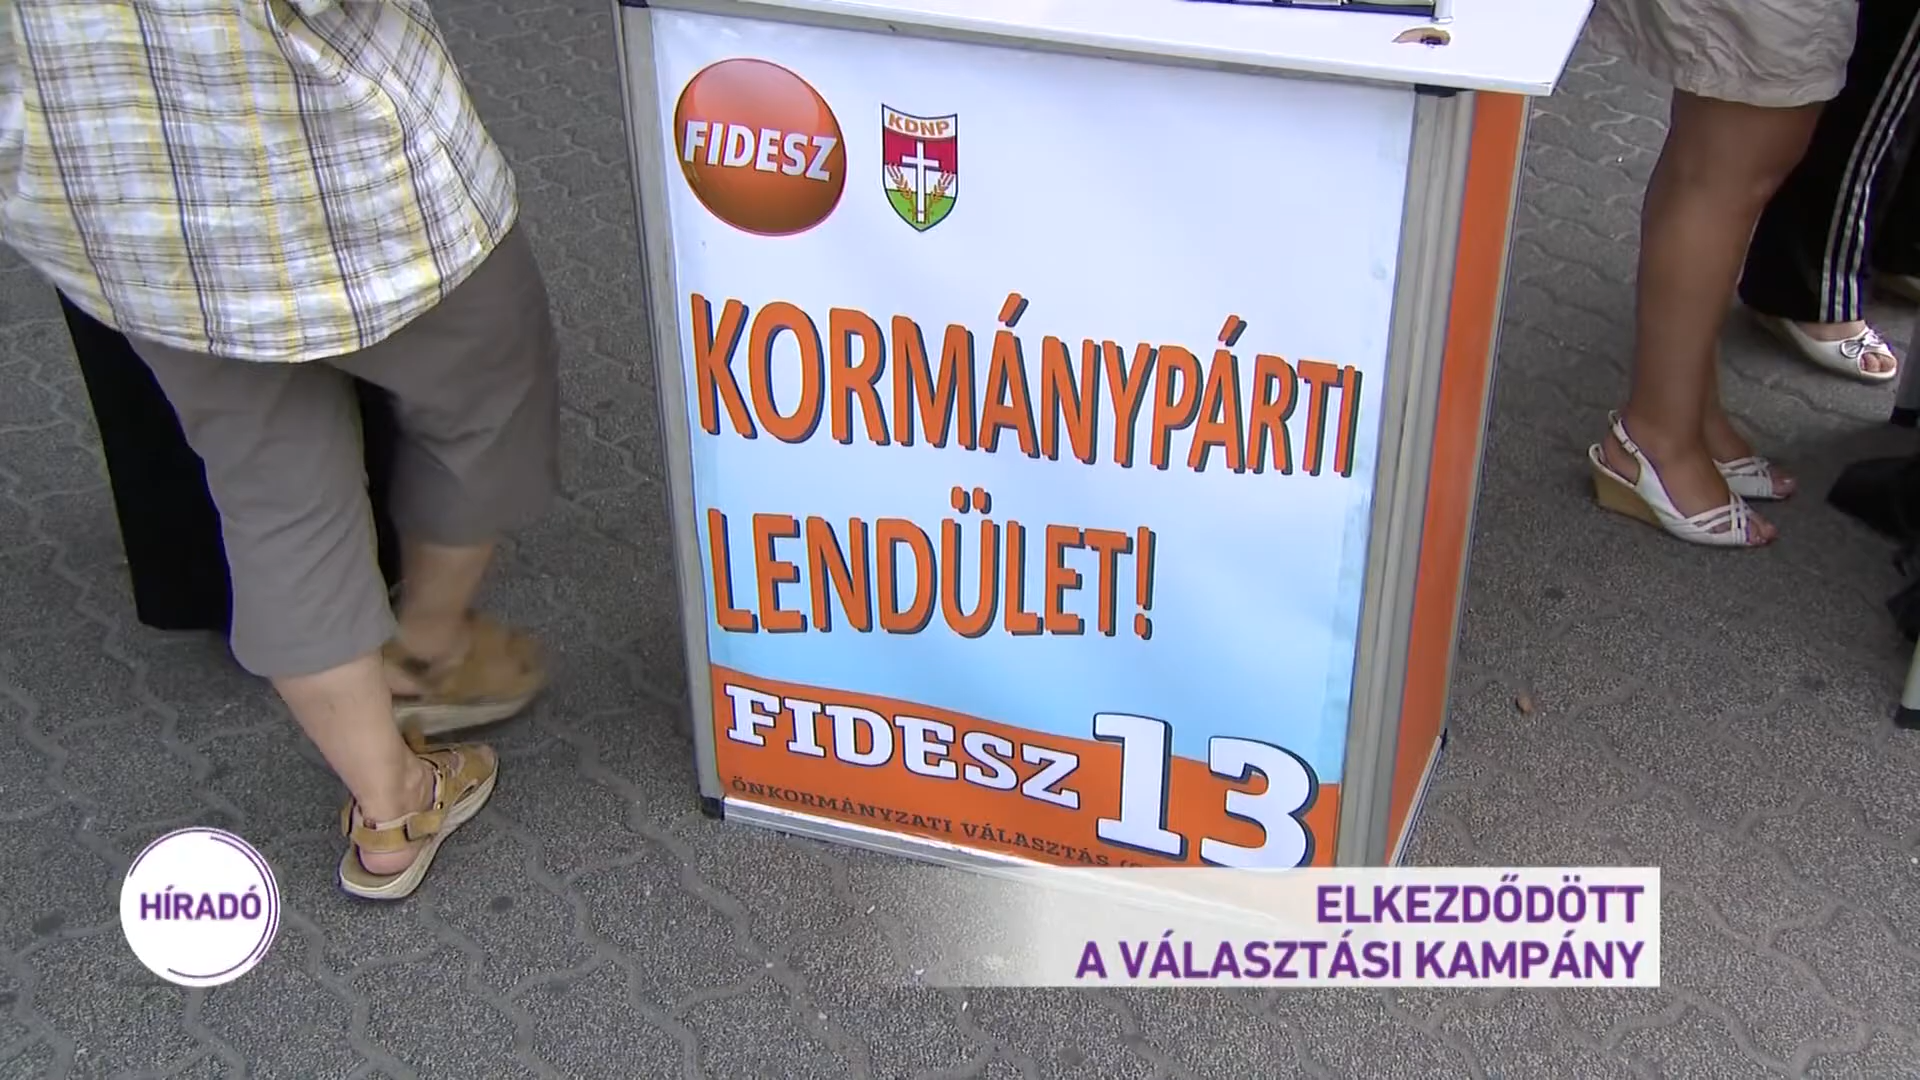 FIDESZ
KDNP
KORMÁNYPÁRTI
LENDÜLET!
FIDESZ 13
ÖNKORMÁNYZATI VÁLASZTÁS
HÍRADÓ
ELKEZDŐDÖTT
A VÁLASZTÁSI KAMPÁNY